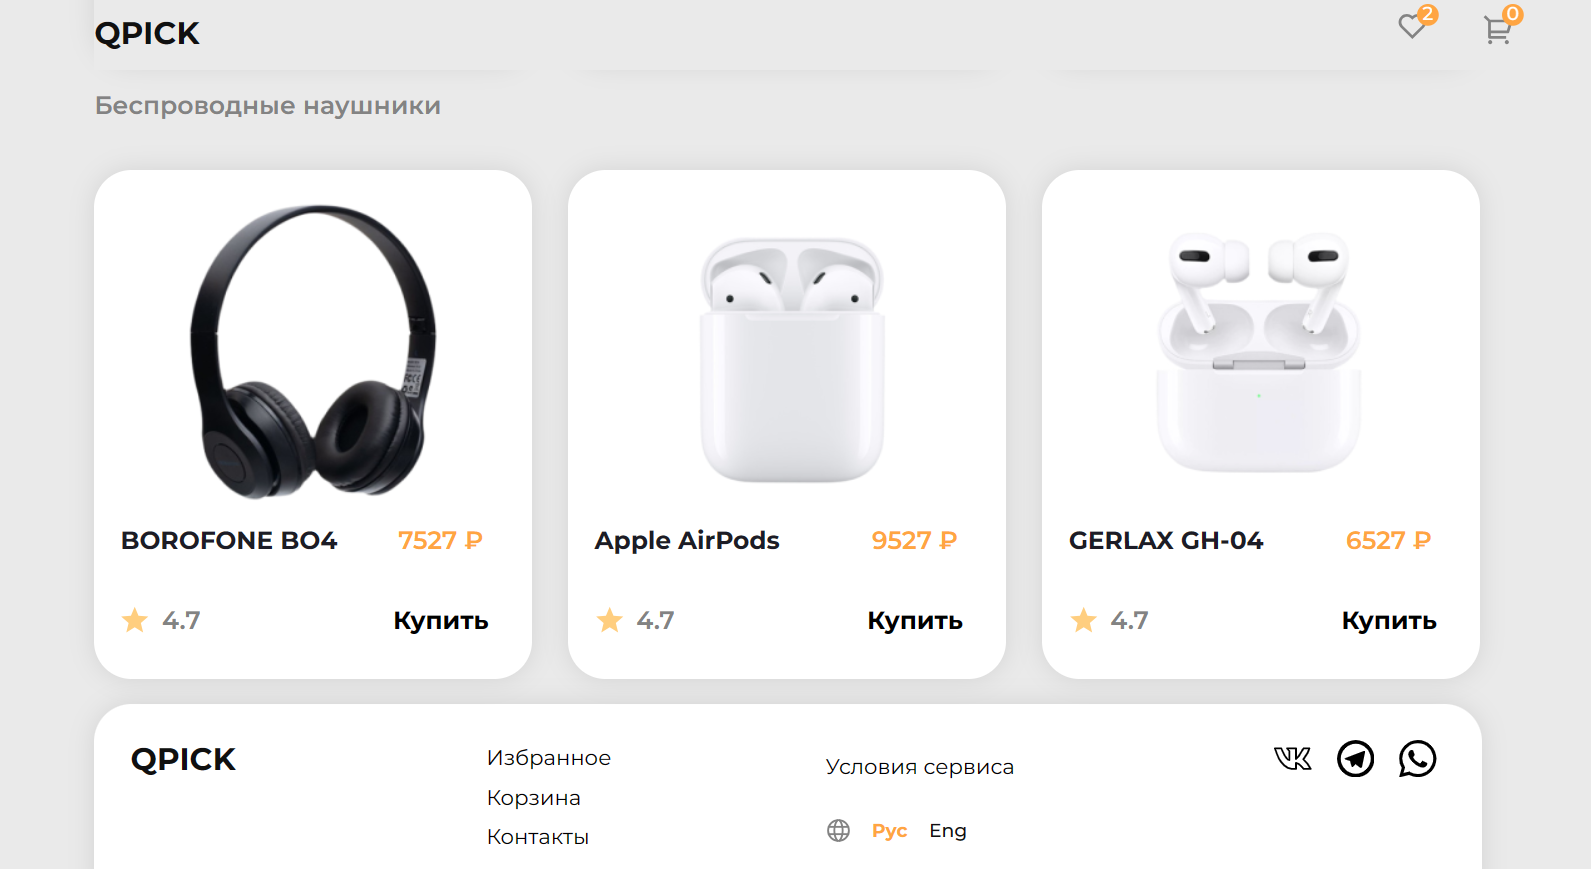 QPICK
2
0
Беспроводные наушники
BOROFONE BO4
7527 ₽
Apple AirPods
9527 ₽
GERLAX GH-04
6527 ₽
4.7
Купить
4.7
Купить
4.7
Купить
QPICK
Избранное
Корзина
Контакты
Условия сервиса
Рус
Eng